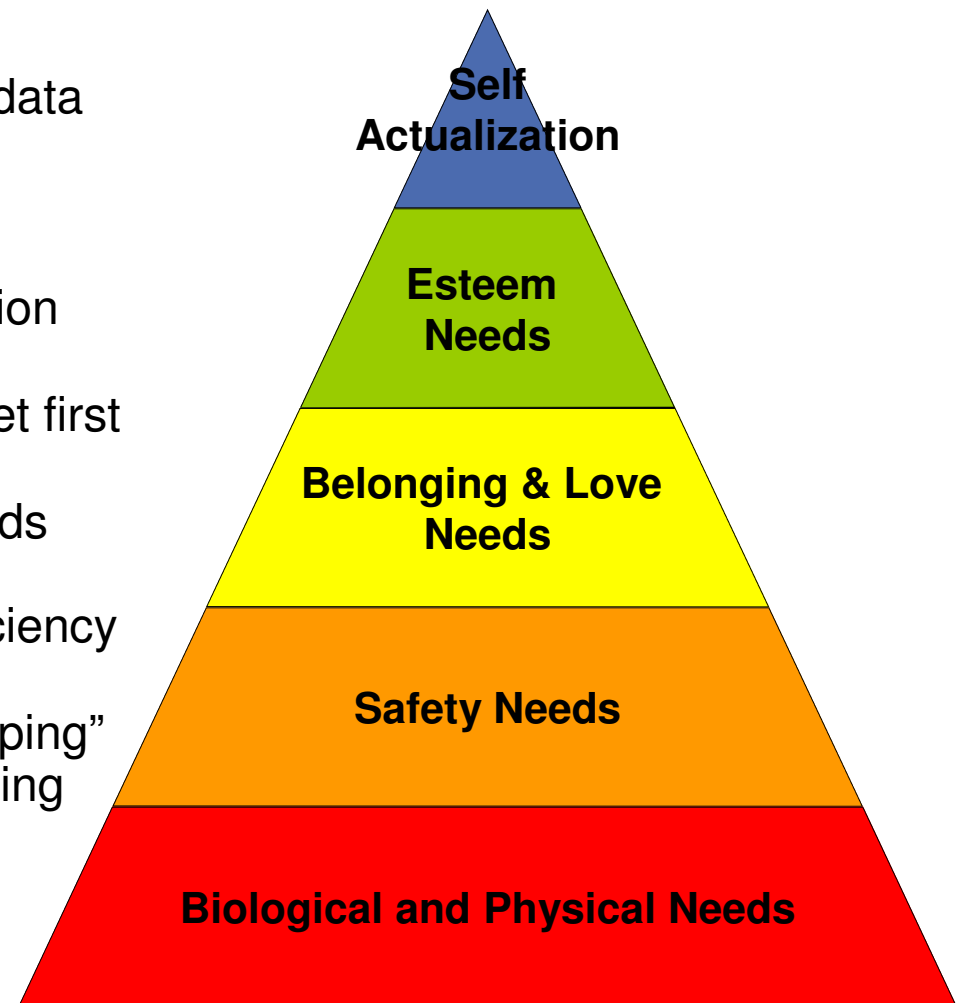 data
ion
et first
ds
ciency
ping”
ing
Self
Actualization
Esteem
Needs
Belonging & Love
Needs
Safety Needs
Biological and Physical Needs